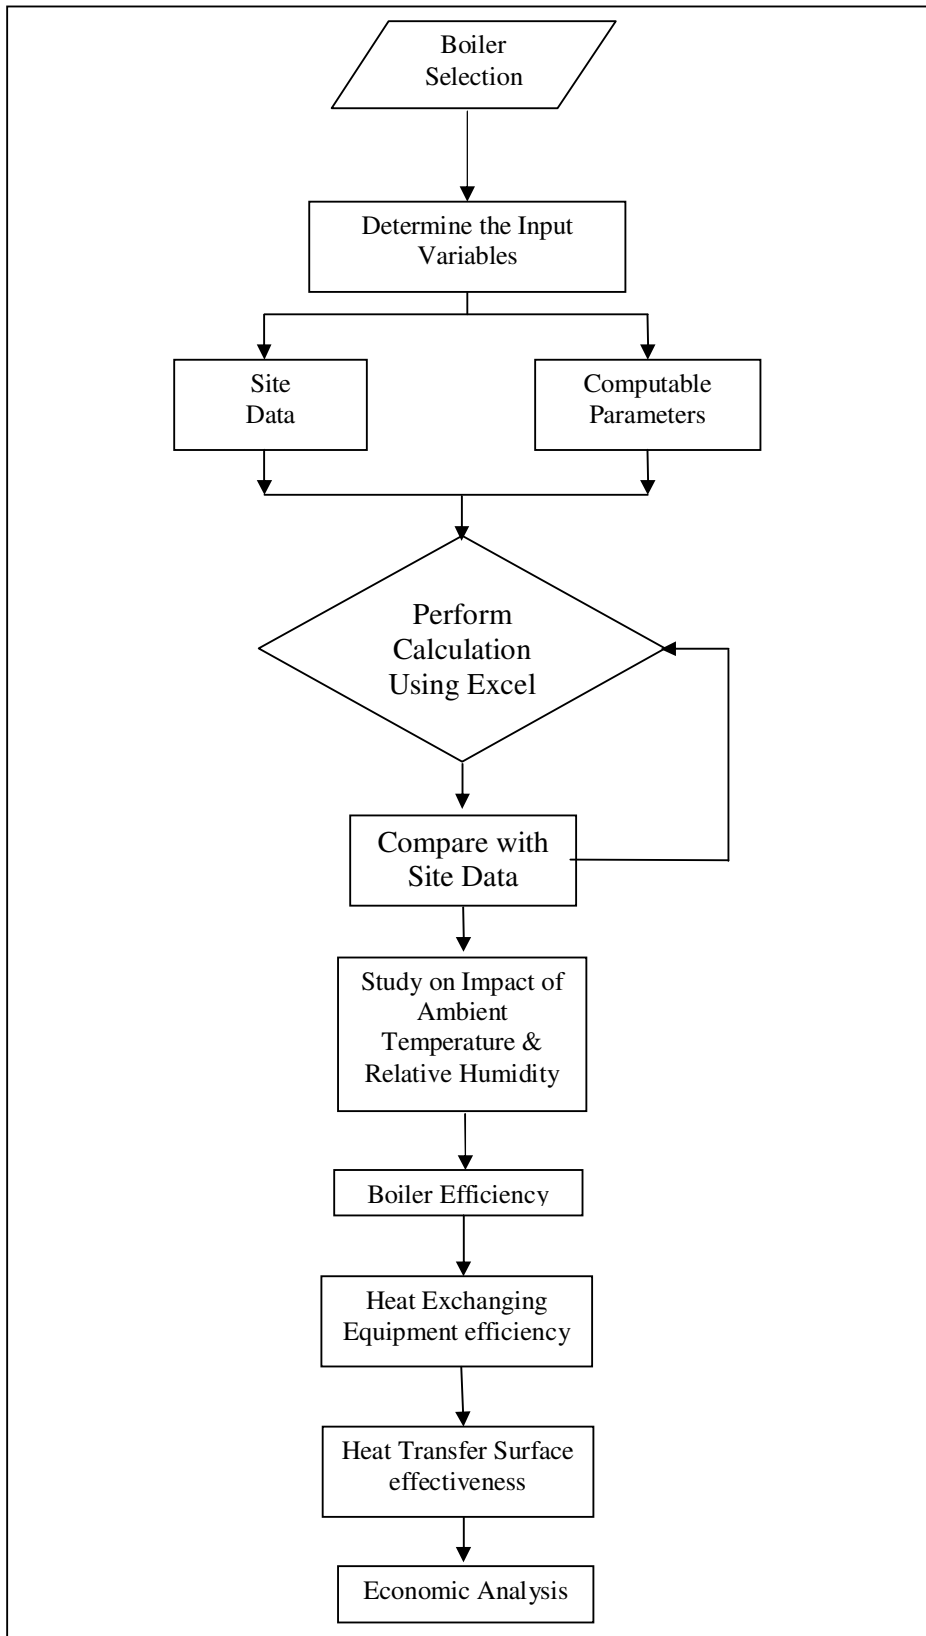 Boiler
Selection
Determine the Input
Variables
Site
Data
Computable
Parameters
Perform
Calculation
Using Excel
Compare with
Site Data
Study on Impact of
Ambient
Temperature &
Relative Humidity
Boiler Efficiency
Heat Exchanging
Equipment efficiency
Heat Transfer Surface
effectiveness
Economic Analysis